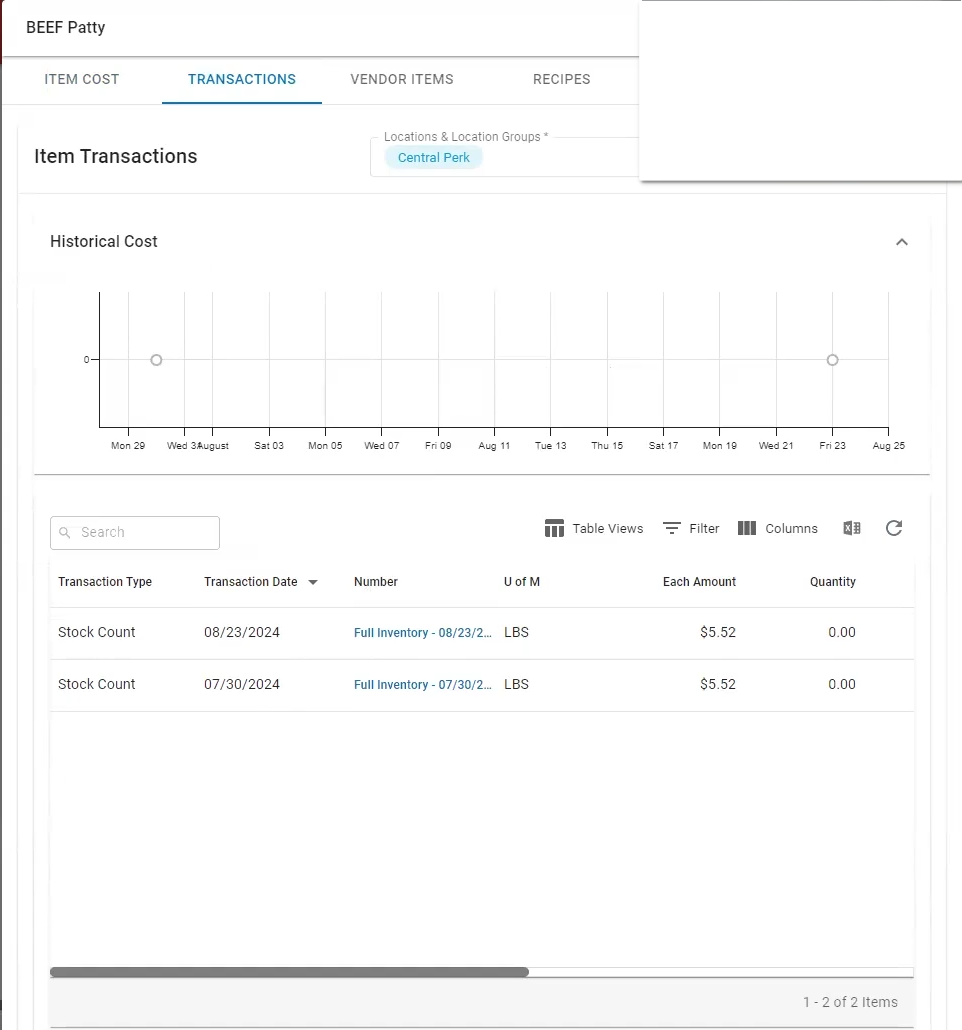 BEEF Patty
ITEM COST TRANSACTIONS VENDOR ITEMS RECIPES
Item Transactions
Locations & Location Groups *
Central Perk
Historical Cost
0
Mon 29 Wed 31 August Sat 03 Mon 05 Wed 07 Fri 09 Aug 11 Tue 13 Thu 15 Sat 17 Mon 19 Wed 21 Fri 23 Aug 25
Search
Table Views Filter Columns
Transaction Type Transaction Date Number U of M Each Amount Quantity
Stock Count 08/23/2024 Full Inventory - 08/23/2... LBS $5.52 0.00
Stock Count 07/30/2024 Full Inventory - 07/30/2... LBS $5.52 0.00
1 - 2 of 2 Items